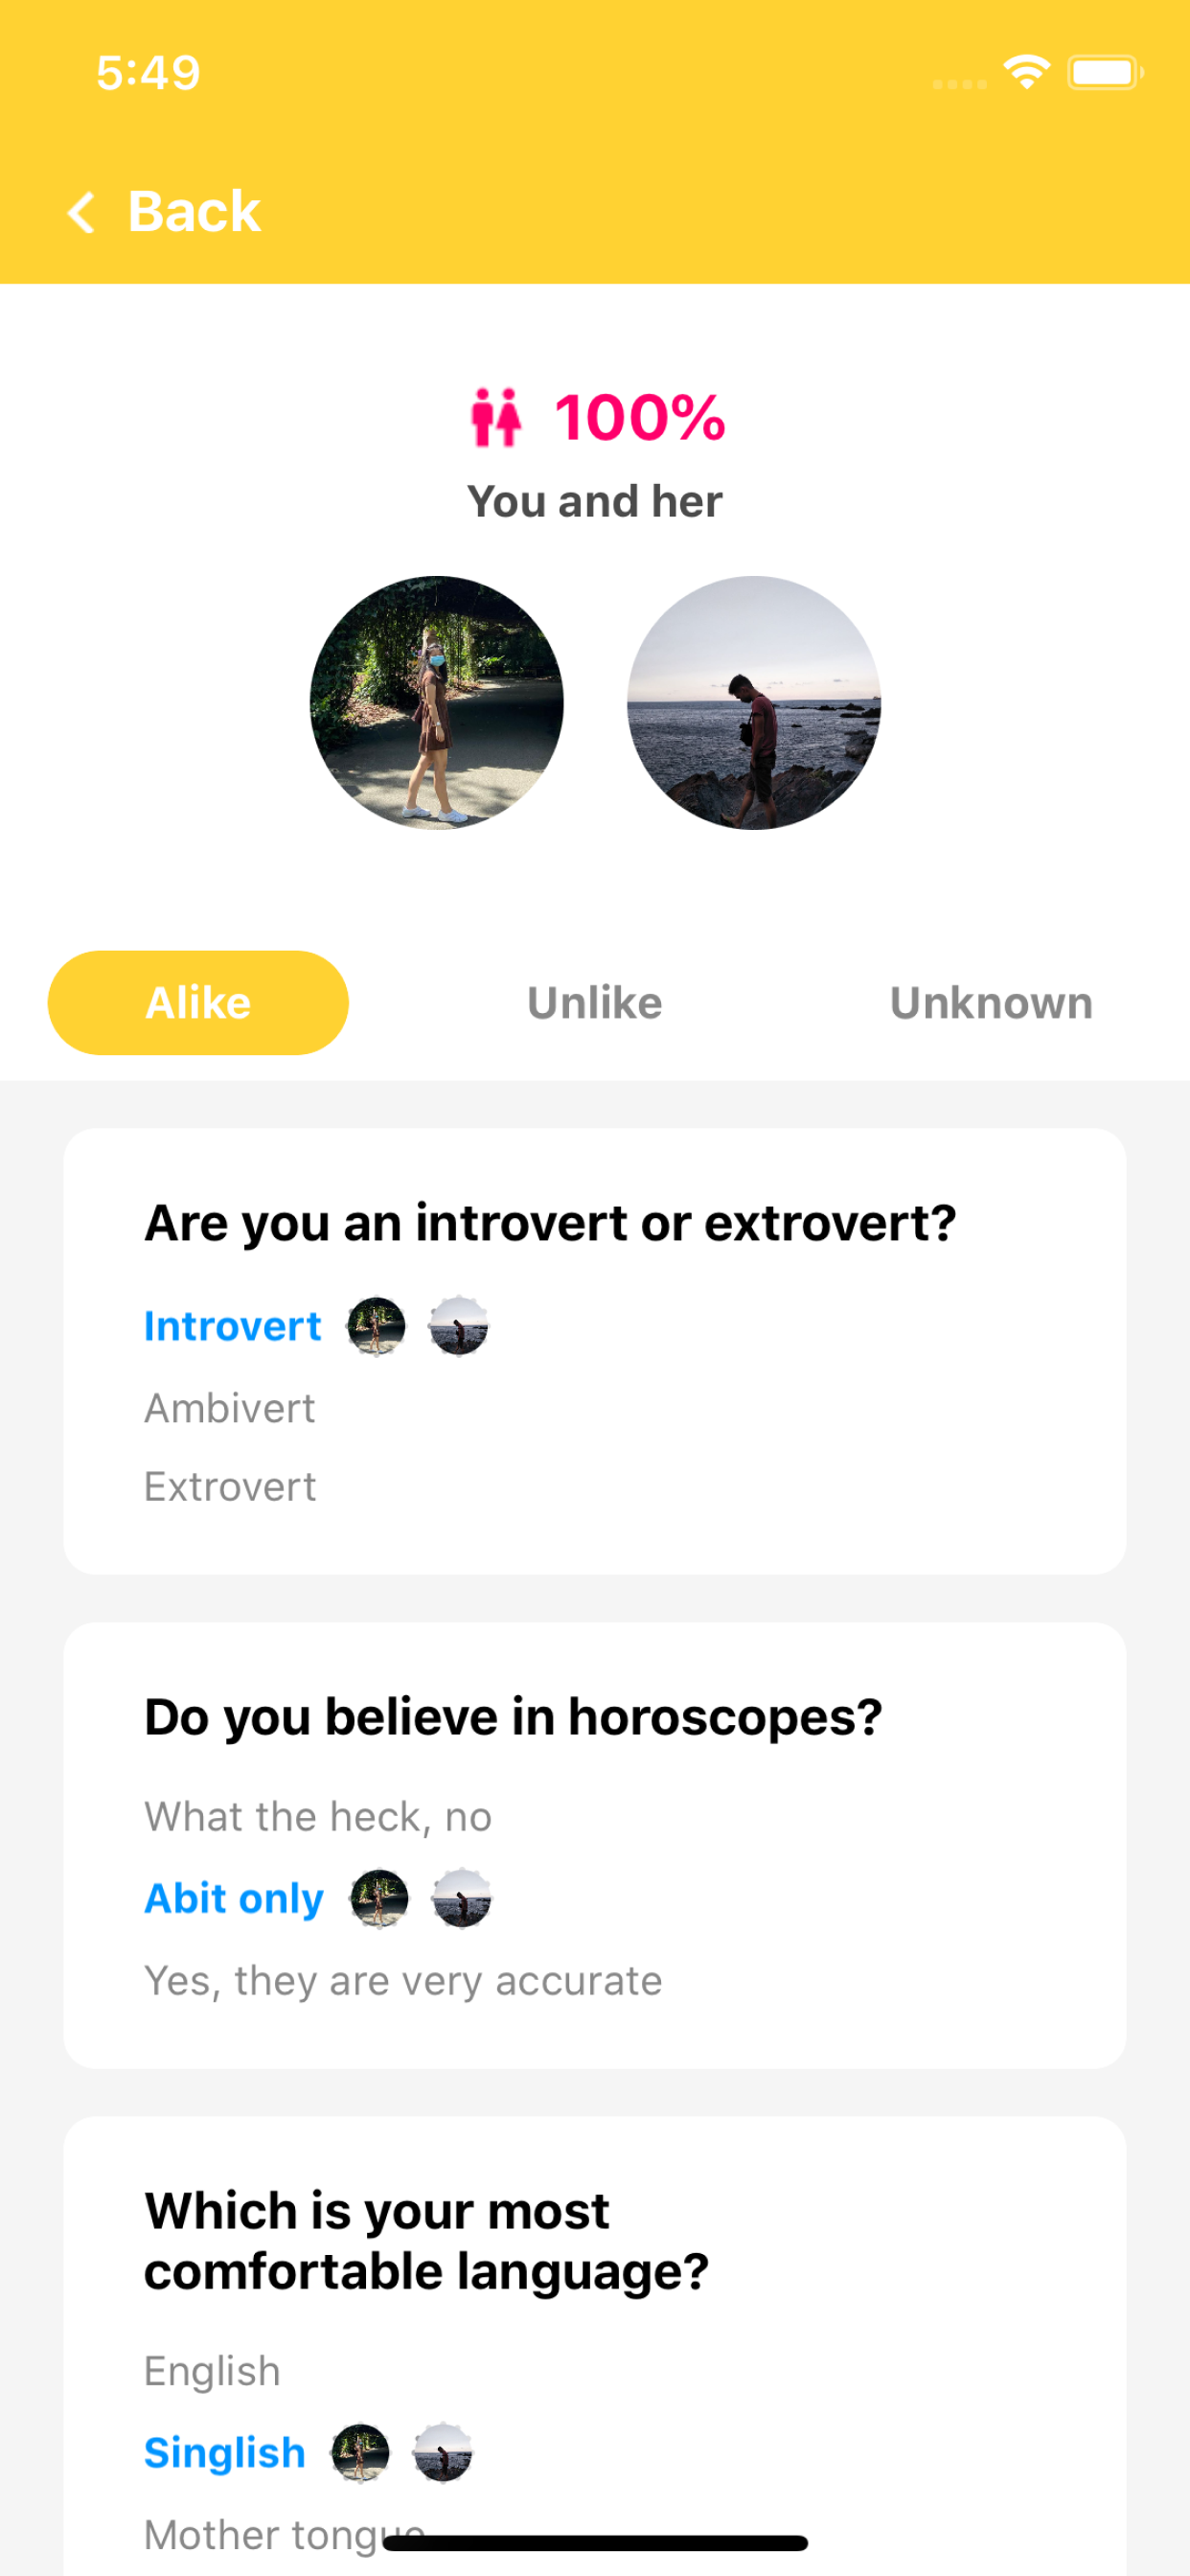 5:49
Back
100%
You and her
Alike
Unlike
Unknown
Are you an introvert or extrovert?
Introvert
Ambivert
Extrovert
Do you believe in horoscopes?
What the heck, no
Abit only
Yes, they are very accurate
Which is your most
comfortable language?
English
Singlish
Mother tongue